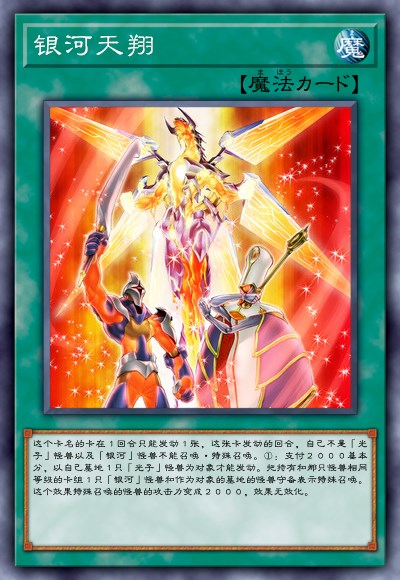 银河天翔
魔
【魔法カード】
ま ほう
这个卡名的卡在1回合只能发动1张，这张卡发动的回合，自己不是「光
子」怪兽以及「银河」怪兽不能召唤·特殊召唤。①：支付2000基本
分，以自己墓地1只「光子」怪兽为对象才能发动。把持有和那只怪兽相同
等级的卡组1只「银河」怪兽和作为对象的墓地的怪兽守备表示特殊召唤。
这个效果特殊召唤的怪兽的攻击力变成2000，效果无效化。